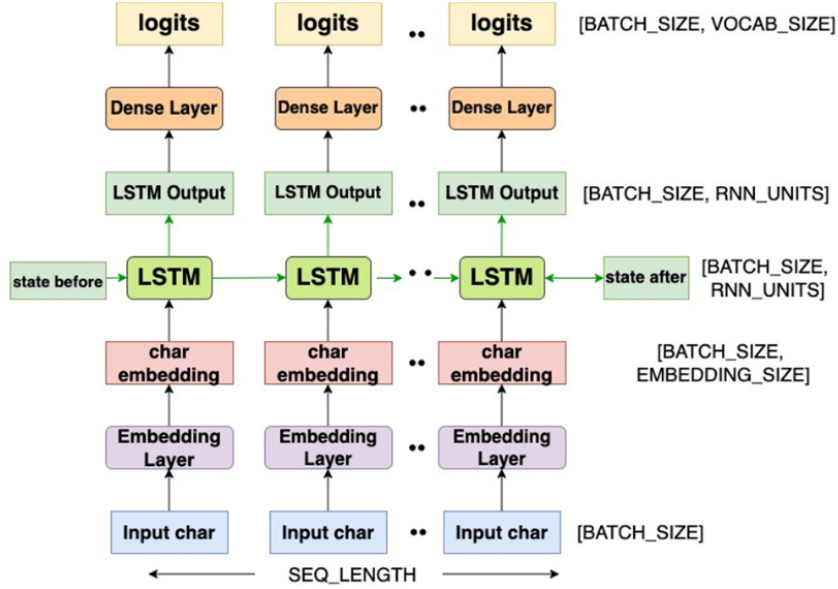 logits logits •• logits [BATCH_SIZE, VOCAB_SIZE]
Dense Layer Dense Layer •• Dense Layer
LSTM Output LSTM Output •• LSTM Output [BATCH_SIZE, RNN_UNITS]
state before LSTM LSTM •• LSTM state after [BATCH_SIZE,
RNN_UNITS]
char char char [BATCH_SIZE,
embedding embedding •• embedding EMBEDDING_SIZE]
Embedding Embedding Embedding
Layer Layer •• Layer
Input char Input char •• Input char [BATCH_SIZE]
SEQ_LENGTH